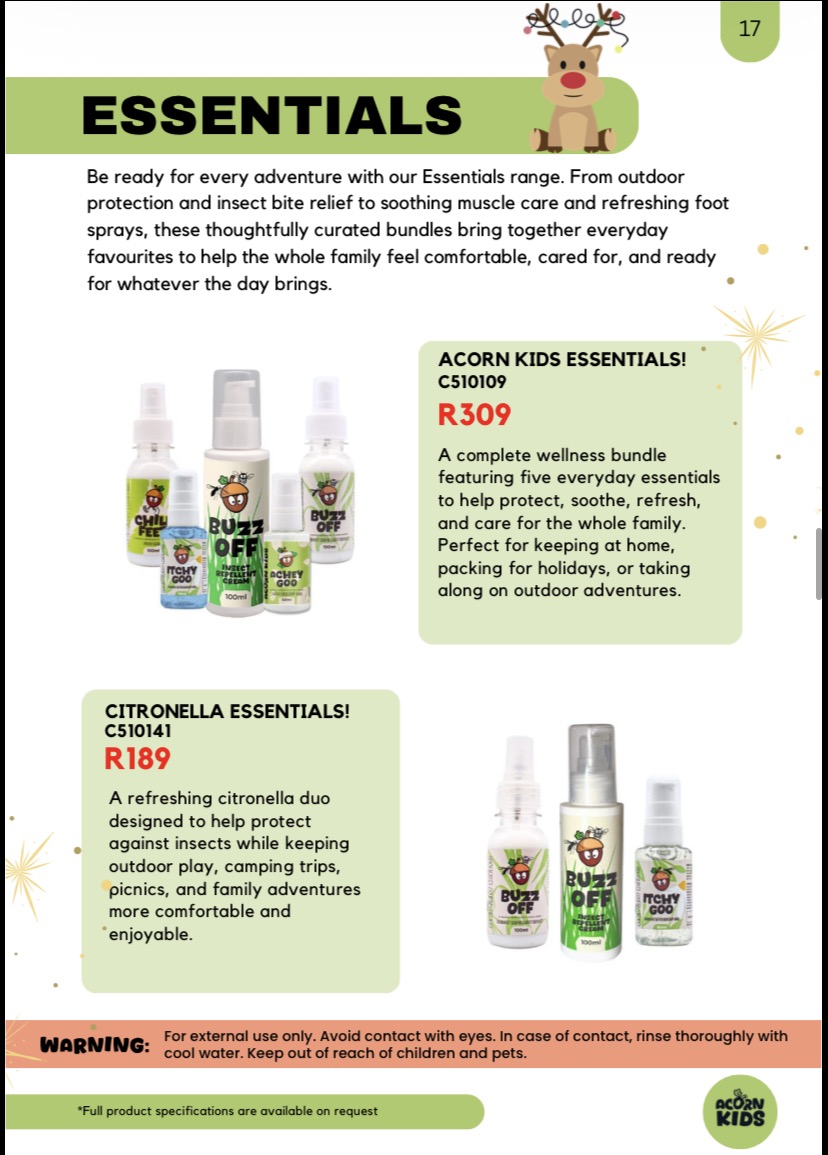 17
ESSENTIALS
Be ready for every adventure with our Essentials range. From outdoor
protection and insect bite relief to soothing muscle care and refreshing foot
sprays, these thoughtfully curated bundles bring together everyday
favourites to help the whole family feel comfortable, cared for, and ready
for whatever the day brings.
ACORN KIDS ESSENTIALS!
C510109
R309
A complete wellness bundle
featuring five everyday essentials
to help protect, soothe, refresh,
and care for the whole family.
Perfect for keeping at home,
packing for holidays, or taking
along on outdoor adventures.
CHIL
FEE
100ml
ITCHY
GOO
BUZZ
OFF
INSECT
REPELLENT
CREAM
100ml
ACHEY
GOO
BUZZ
OFF
100ml
CITRONELLA ESSENTIALS!
C510141
R189
A refreshing citronella duo
designed to help protect
against insects while keeping
outdoor play, camping trips,
picnics, and family adventures
more comfortable and
enjoyable.
BUZZ
OFF
100ml
BUZZ
OFF
INSECT
REPELLENT
CREAM
100ml
ITCHY
GOO
WARNING:
For external use only. Avoid contact with eyes. In case of contact, rinse thoroughly with
cool water. Keep out of reach of children and pets.
*Full product specifications are available on request
ACORN
KIDS